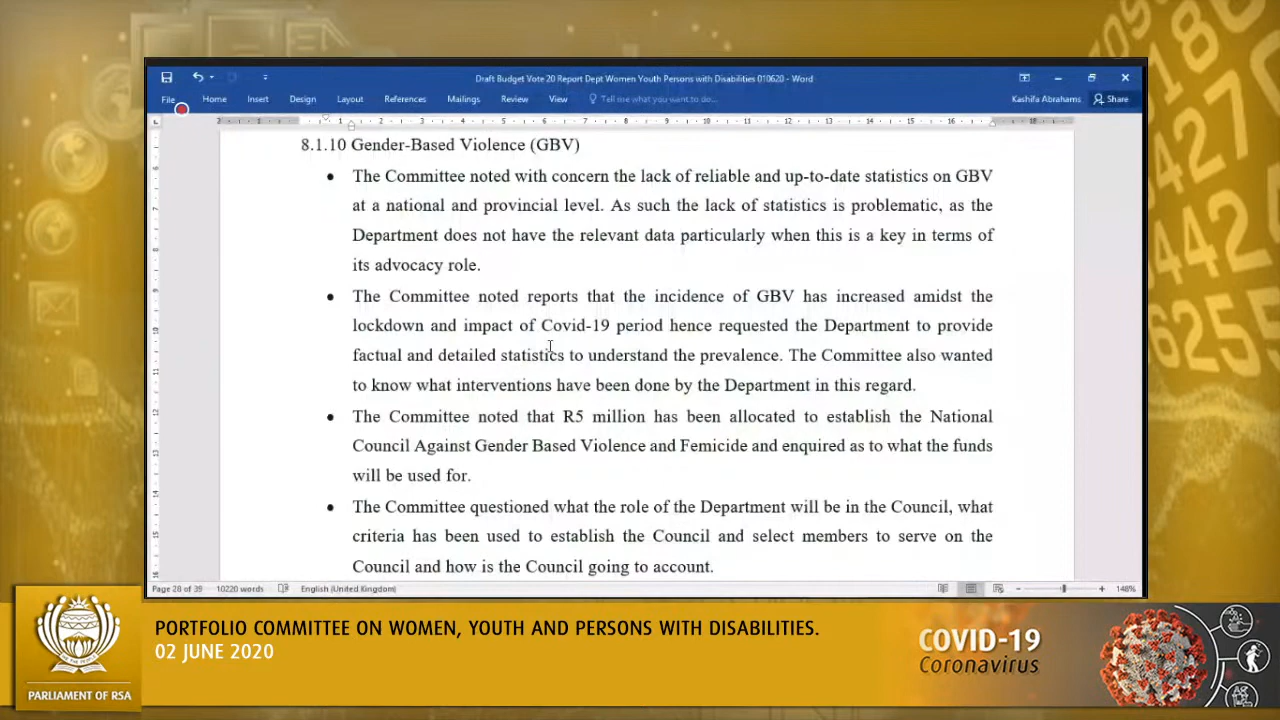 Draft Budget Vote 20 Report Dept Women Youth Persons with Disabilities 010620 - Word
File Home Insert Design Layout References Mailings Review View Tell me what you want to do... Kashifa Abrahams Share
8.1.10 Gender-Based Violence (GBV)
• The Committee noted with concern the lack of reliable and up-to-date statistics on GBV
at a national and provincial level. As such the lack of statistics is problematic, as the
Department does not have the relevant data particularly when this is a key in terms of
its advocacy role.
• The Committee noted reports that the incidence of GBV has increased amidst the
lockdown and impact of Covid-19 period hence requested the Department to provide
factual and detailed statistics to understand the prevalence. The Committee also wanted
to know what interventions have been done by the Department in this regard.
• The Committee noted that R5 million has been allocated to establish the National
Council Against Gender Based Violence and Femicide and enquired as to what the funds
will be used for.
• The Committee questioned what the role of the Department will be in the Council, what
criteria has been used to establish the Council and select members to serve on the
Council and how is the Council going to account.
Page 28 of 39 10220 words English (United Kingdom) 148%
PORTFOLIO COMMITTEE ON WOMEN, YOUTH AND PERSONS WITH DISABILITIES.
02 JUNE 2020
PARLIAMENT OF RSA
COVID-19
Coronavirus